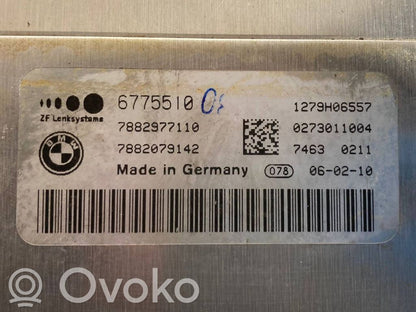 6775510 01
1279H06557
ZF Lenksysteme
7882977110
0273011004
BMW
7882079142
7463 0211
Made in Germany
078
06-02-10
Ovoko